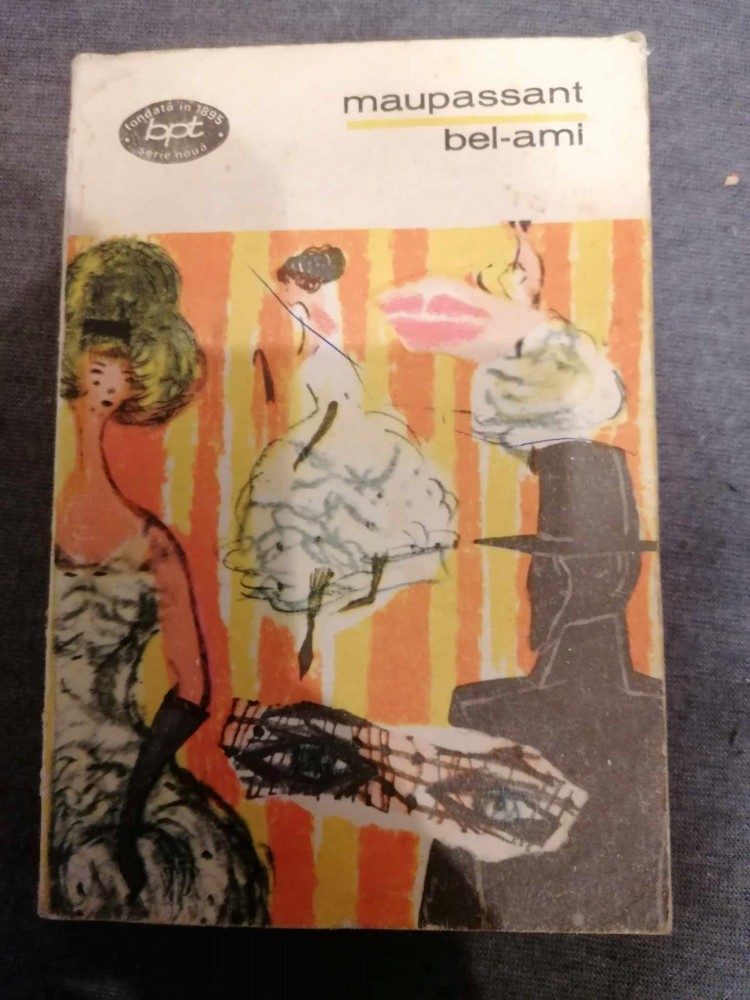 fondată în 1895
bpt
serie nouă
maupassant
bel-ami